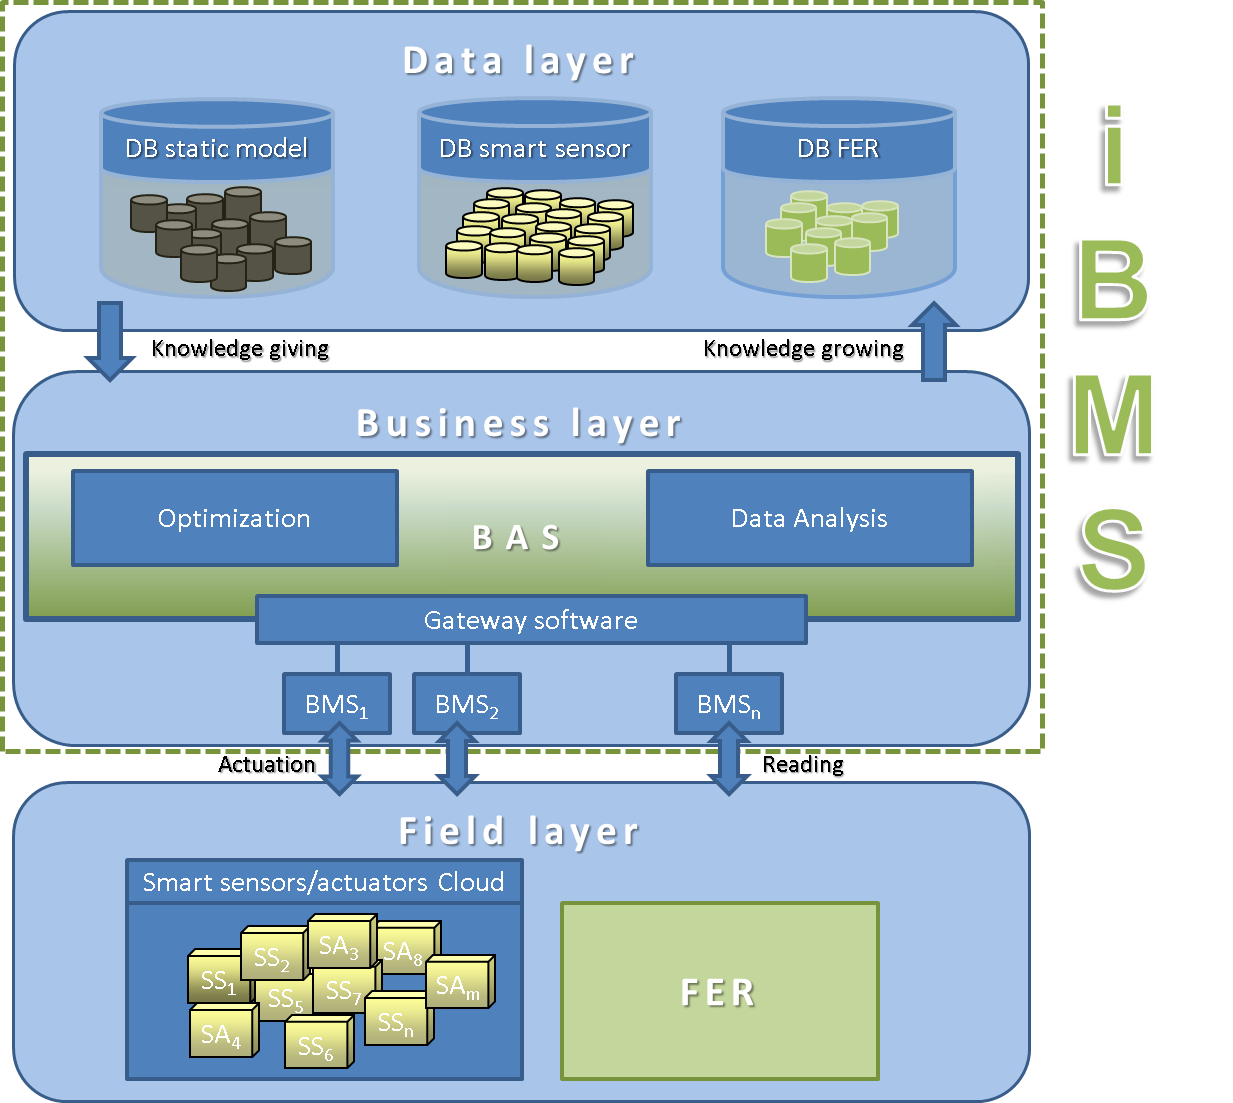 Data layer
DB static model
DB smart sensor
DB FER
Knowledge giving
Knowledge growing
Business layer
Optimization
BAS
Data Analysis
Gateway software
BMS1
BMS2
BMSn
Actuation
Reading
Field layer
Smart sensors/actuators Cloud
SS1
SS2
SA3
SA8
SS5
SS7
SAm
SA4
SS6
SSn
FER
i
B
M
S